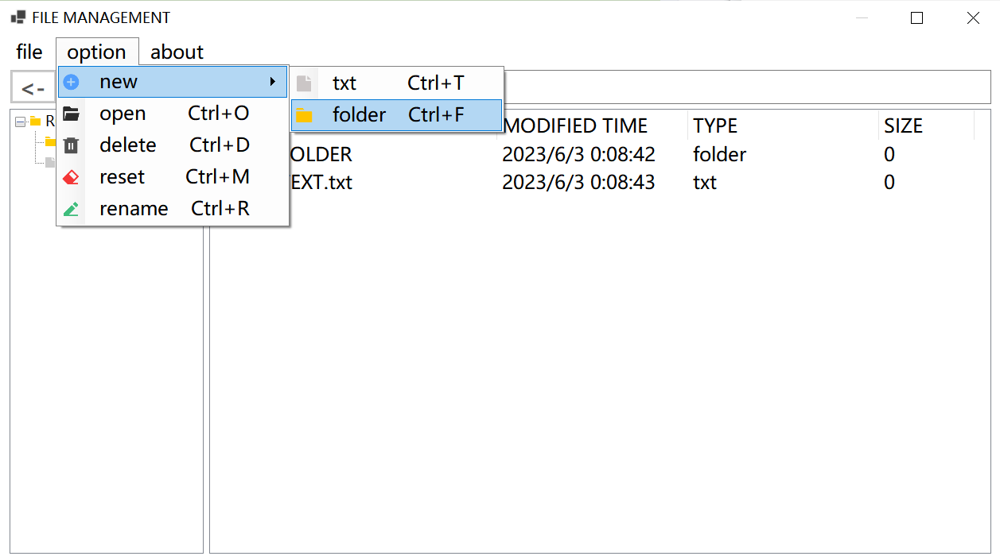 FILE MANAGEMENT
file option about
<-
new
txt Ctrl+T
open Ctrl+O
folder Ctrl+F
R
MODIFIED TIME TYPE SIZE
delete Ctrl+D
OLDER 2023/6/3 0:08:42 folder 0
reset Ctrl+M
EXT.txt 2023/6/3 0:08:43 txt 0
rename Ctrl+R